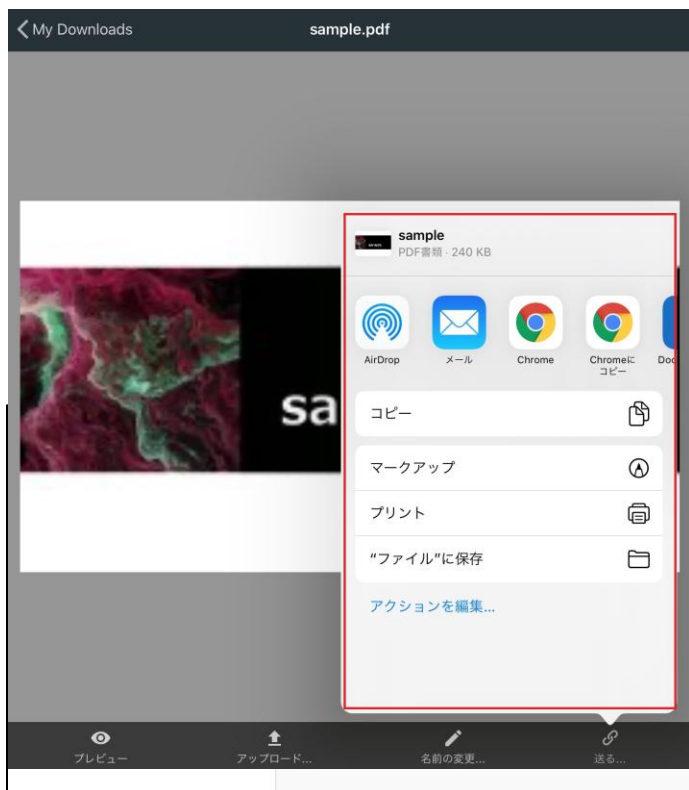 My Downloads
sample.pdf
sample
PDF書類・240 KB
AirDrop
メール
Chrome
Chromeに
コピー
Doc
コピー
マークアップ
プリント
“ファイル”に保存
アクションを編集...
sa
プレビュー
アップロード...
名前の変更...
送る...